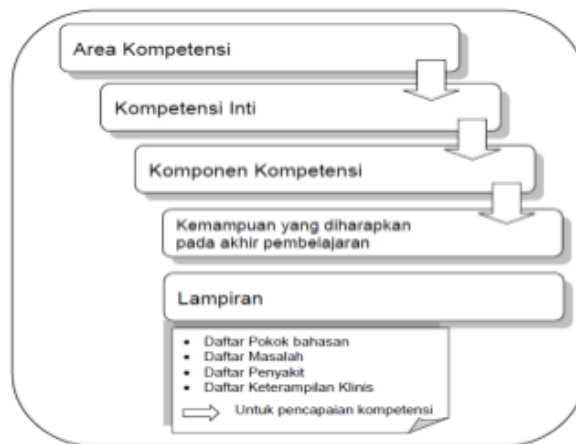 Area Kompetensi
Kompetensi Inti
Komponen Kompetensi
Kemampuan yang diharapkan
pada akhir pembelajaran
Lampiran
• Daftar Pokok bahasan
• Daftar Masalah
• Daftar Penyakit
• Daftar Keterampilan Klinis
Untuk pencapaian kompetensi